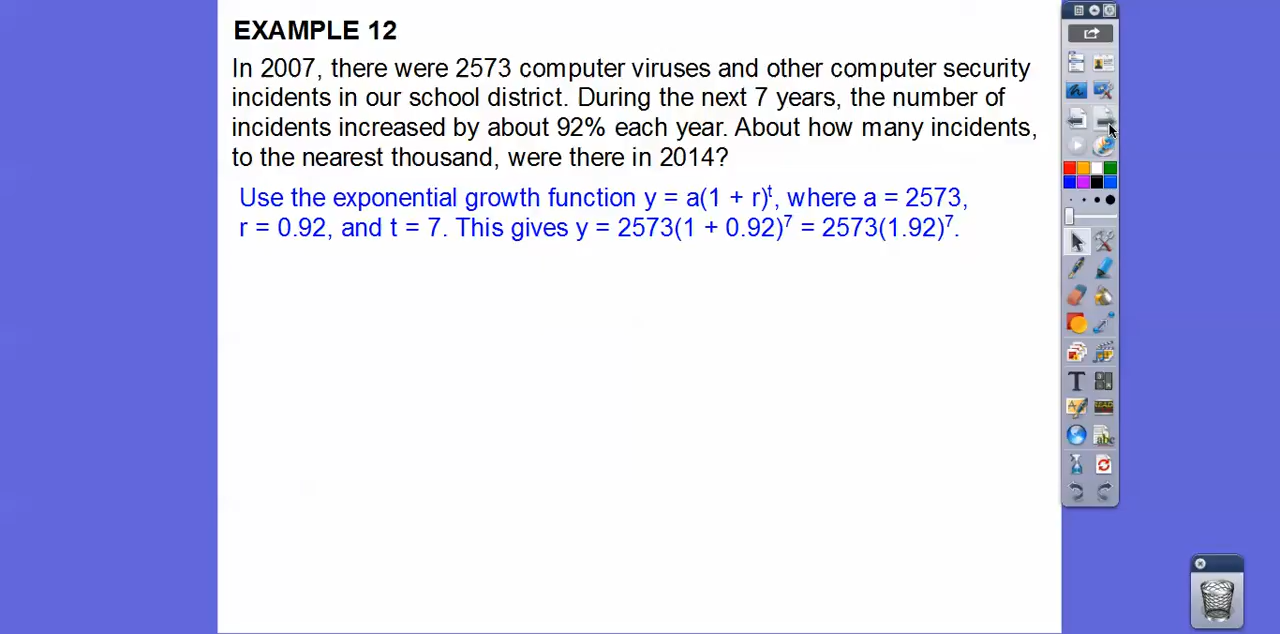 EXAMPLE 12
In 2007, there were 2573 computer viruses and other computer security
incidents in our school district. During the next 7 years, the number of
incidents increased by about 92% each year. About how many incidents,
to the nearest thousand, were there in 2014?
Use the exponential growth function y = a(1 + r)ᵗ, where a = 2573,
r = 0.92, and t = 7. This gives y = 2573(1 + 0.92)⁷ = 2573(1.92)⁷.
T
abc